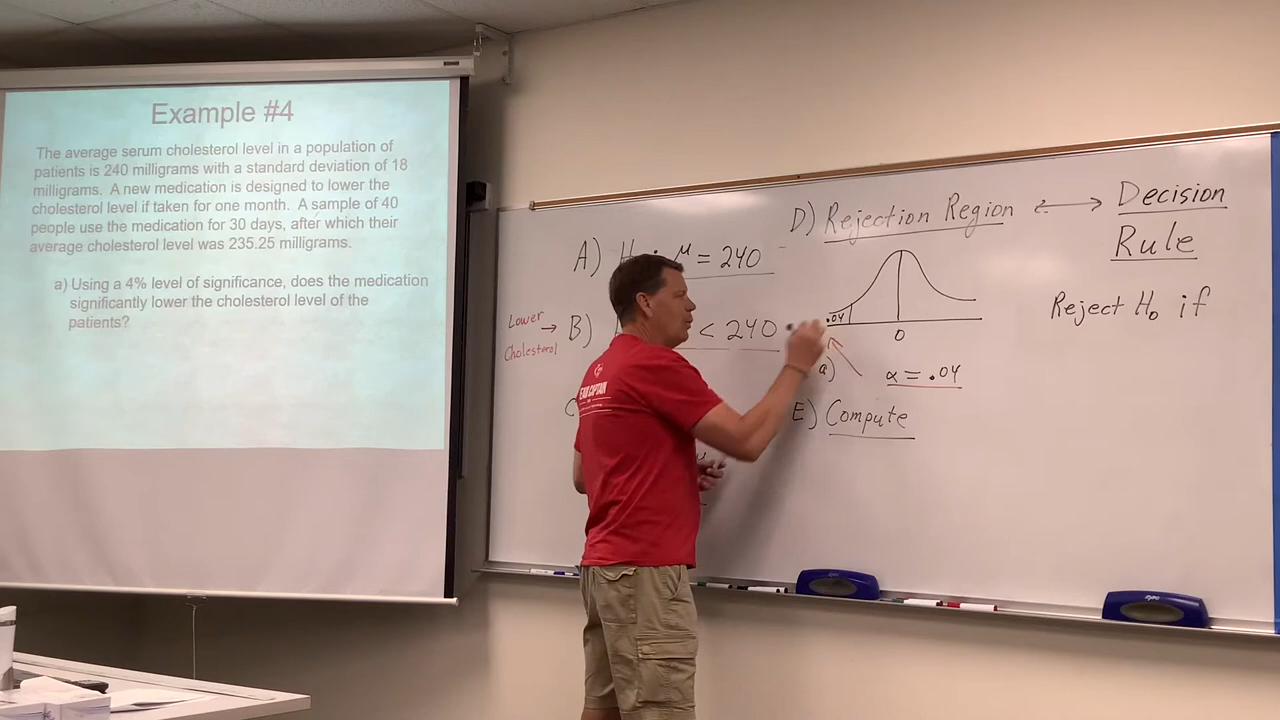 Example #4
The average serum cholesterol level in a population of
patients is 240 milligrams with a standard deviation of 18
milligrams. A new medication is designed to lower the
cholesterol level if taken for one month. A sample of 40
people use the medication for 30 days, after which their
average cholesterol level was 235.25 milligrams.
a) Using a 4% level of significance, does the medication
significantly lower the cholesterol level of the
patients?
A) H : μ = 240
Lower
Cholesterol
→ B) < 240
D) Rejection Region ↔ Decision
Rule
.04
0
a)
α = .04
E) Compute
Reject H₀ if
CAPTAIN
expo